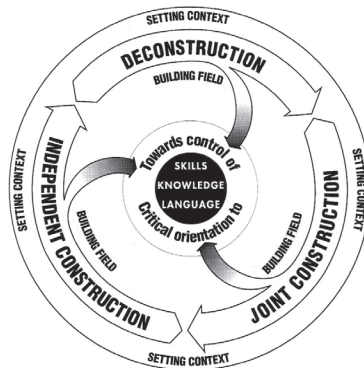 SETTING CONTEXT
DECONSTRUCTION
BUILDING FIELD
SETTING CONTEXT
JOINT CONSTRUCTION
BUILDING FIELD
SETTING CONTEXT
INDEPENDENT CONSTRUCTION
BUILDING FIELD
SETTING CONTEXT
Towards control of
SKILLS
KNOWLEDGE
LANGUAGE
Critical orientation to